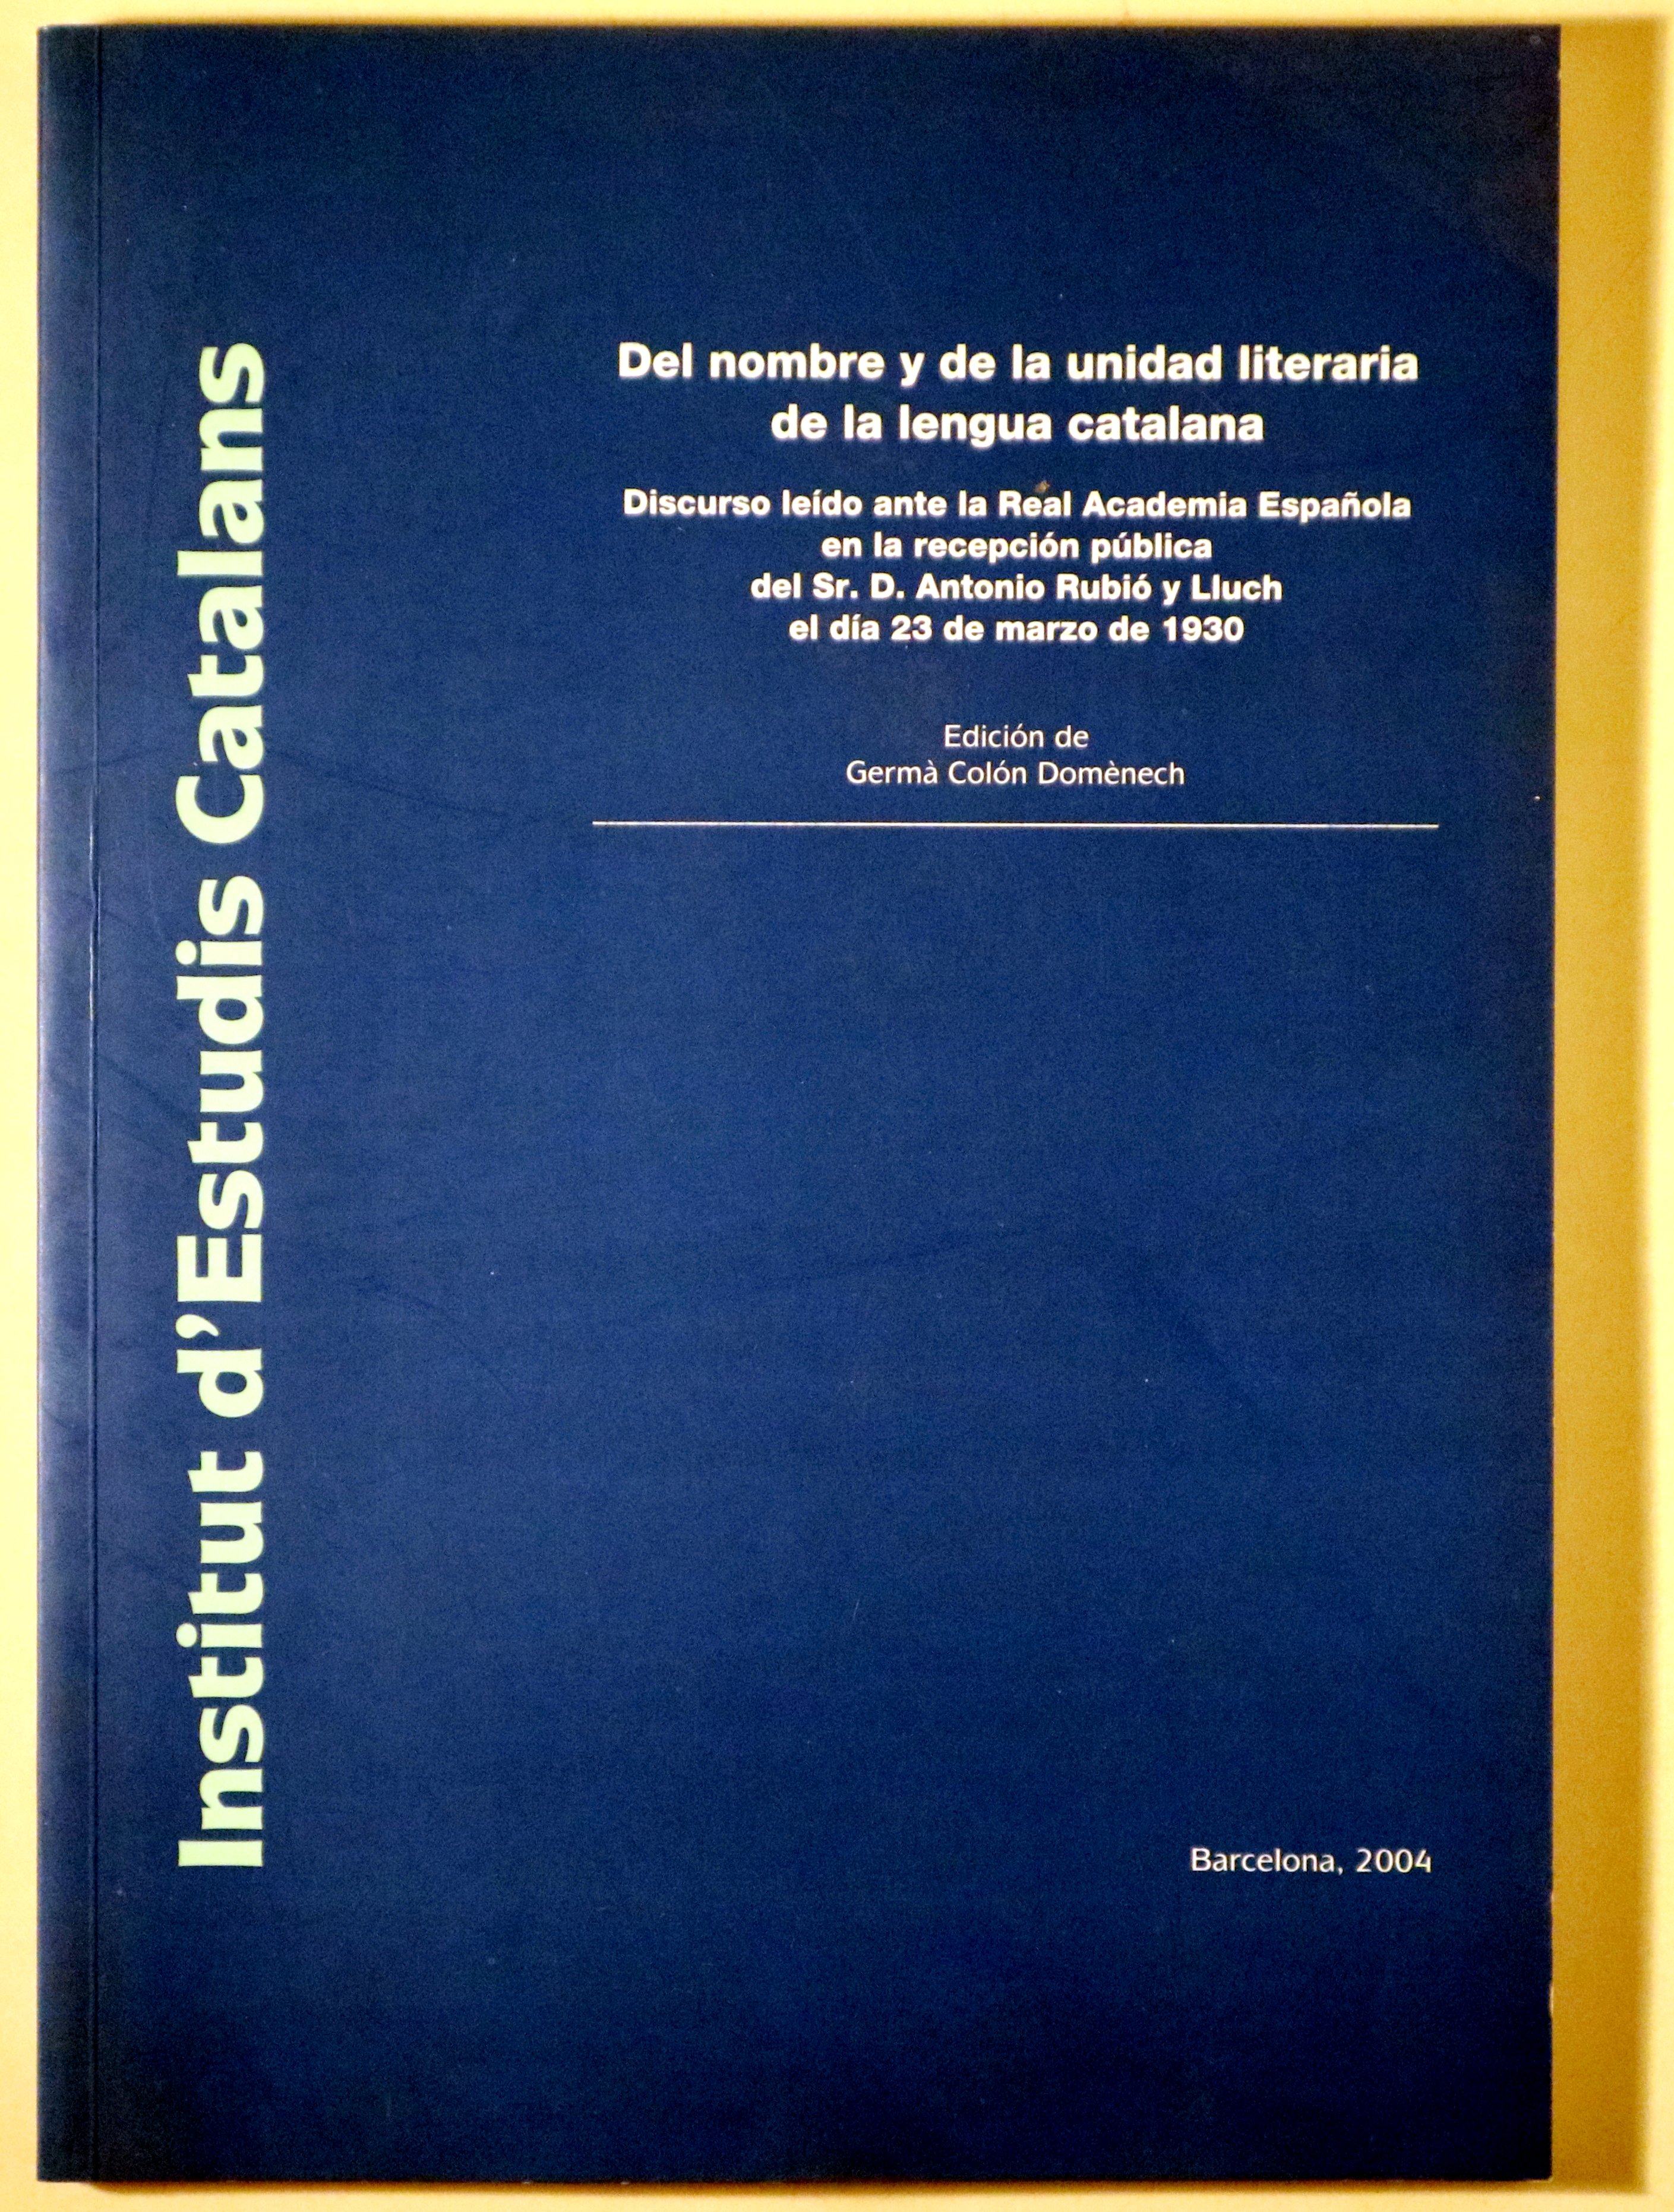 Institut d'Estudis Catalans
Del nombre y de la unidad literaria
de la lengua catalana
Discurso leído ante la Real Academia Española
en la recepción pública
del Sr. D. Antonio Rubió y Lluch
el día 23 de marzo de 1930
Edición de
Germà Colón Domènech
Barcelona, 2004